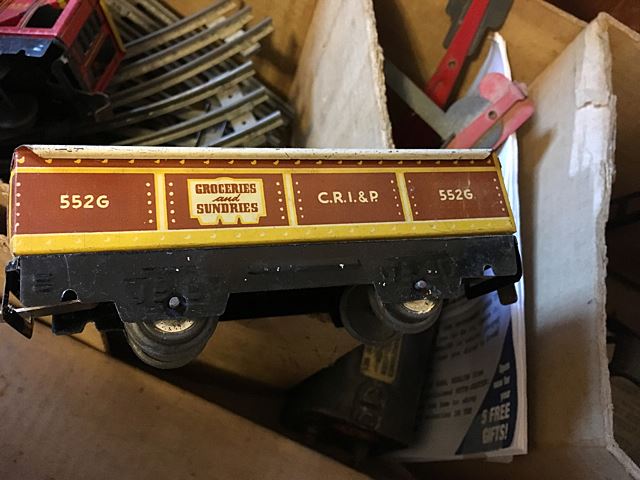 552G
GROCERIES
and
SUNDRIES
C.R.I.&P.
552G
3 FREE
GIFTS!